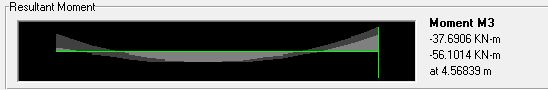 Resultant Moment
Moment M3
-37.6906 KN-m
-56.1014 KN-m
at 4.56839 m